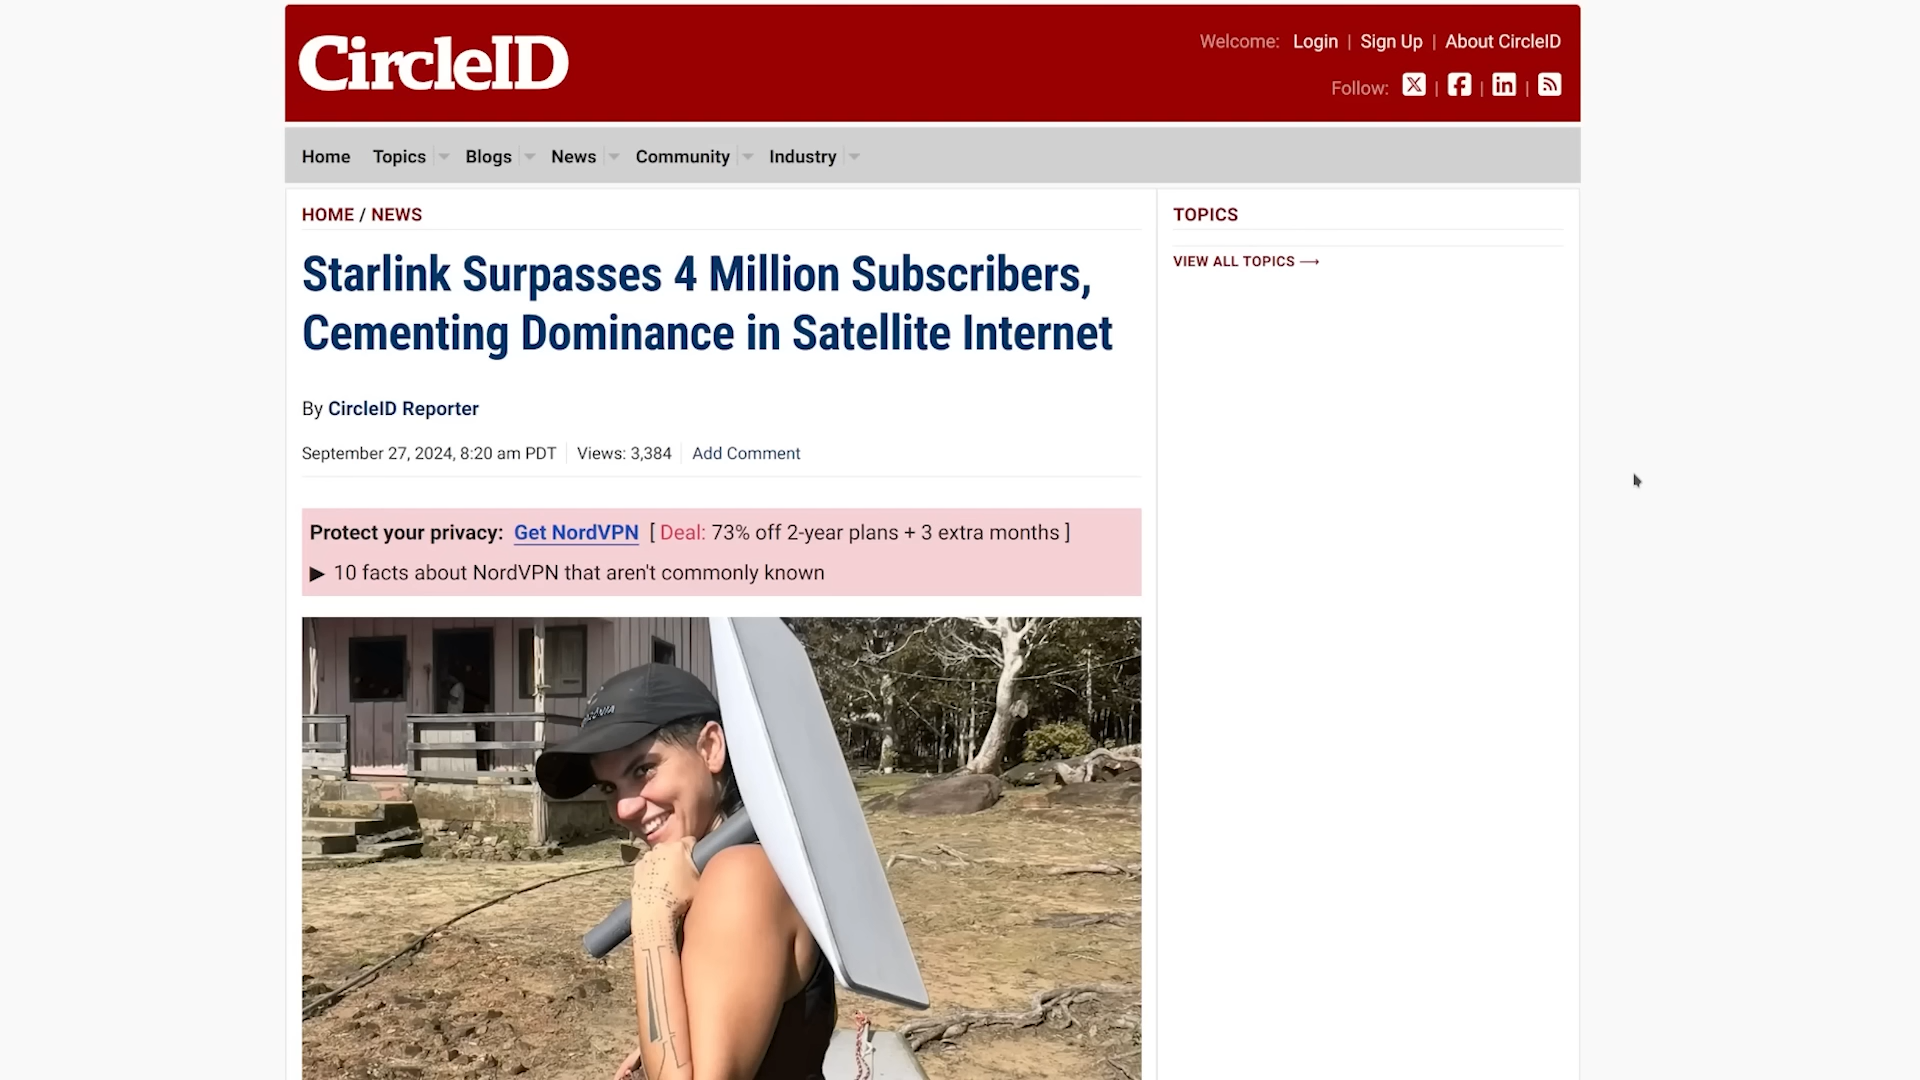 CircleID
Welcome: Login | Sign Up | About CircleID
Follow: | | |
Home Topics Blogs News Community Industry
HOME / NEWS
Starlink Surpasses 4 Million Subscribers,
Cementing Dominance in Satellite Internet
By CircleID Reporter
September 27, 2024, 8:20 am PDT Views: 3,384 Add Comment
Protect your privacy: Get NordVPN [ Deal: 73% off 2-year plans + 3 extra months ]
▶ 10 facts about NordVPN that aren't commonly known
TOPICS
VIEW ALL TOPICS ⟶